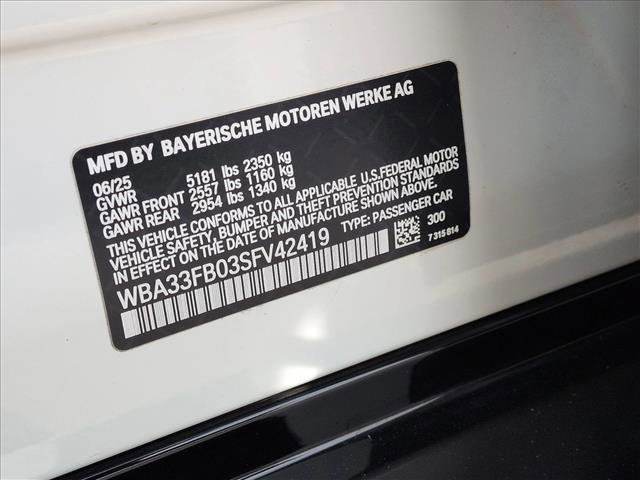 MFD BY BAYERISCHE MOTOREN WERKE AG
06/25
GVWR 5181 lbs 2350 kg
GAWR FRONT 2557 lbs 1160 kg
GAWR REAR 2954 lbs 1340 kg
THIS VEHICLE CONFORMS TO ALL APPLICABLE U.S.FEDERAL MOTOR
VEHICLE SAFETY, BUMPER AND THEFT PREVENTION STANDARDS
IN EFFECT ON THE DATE OF MANUFACTURE SHOWN ABOVE.
WBA33FB03SFV42419 TYPE: PASSENGER CAR
300
7 315 814